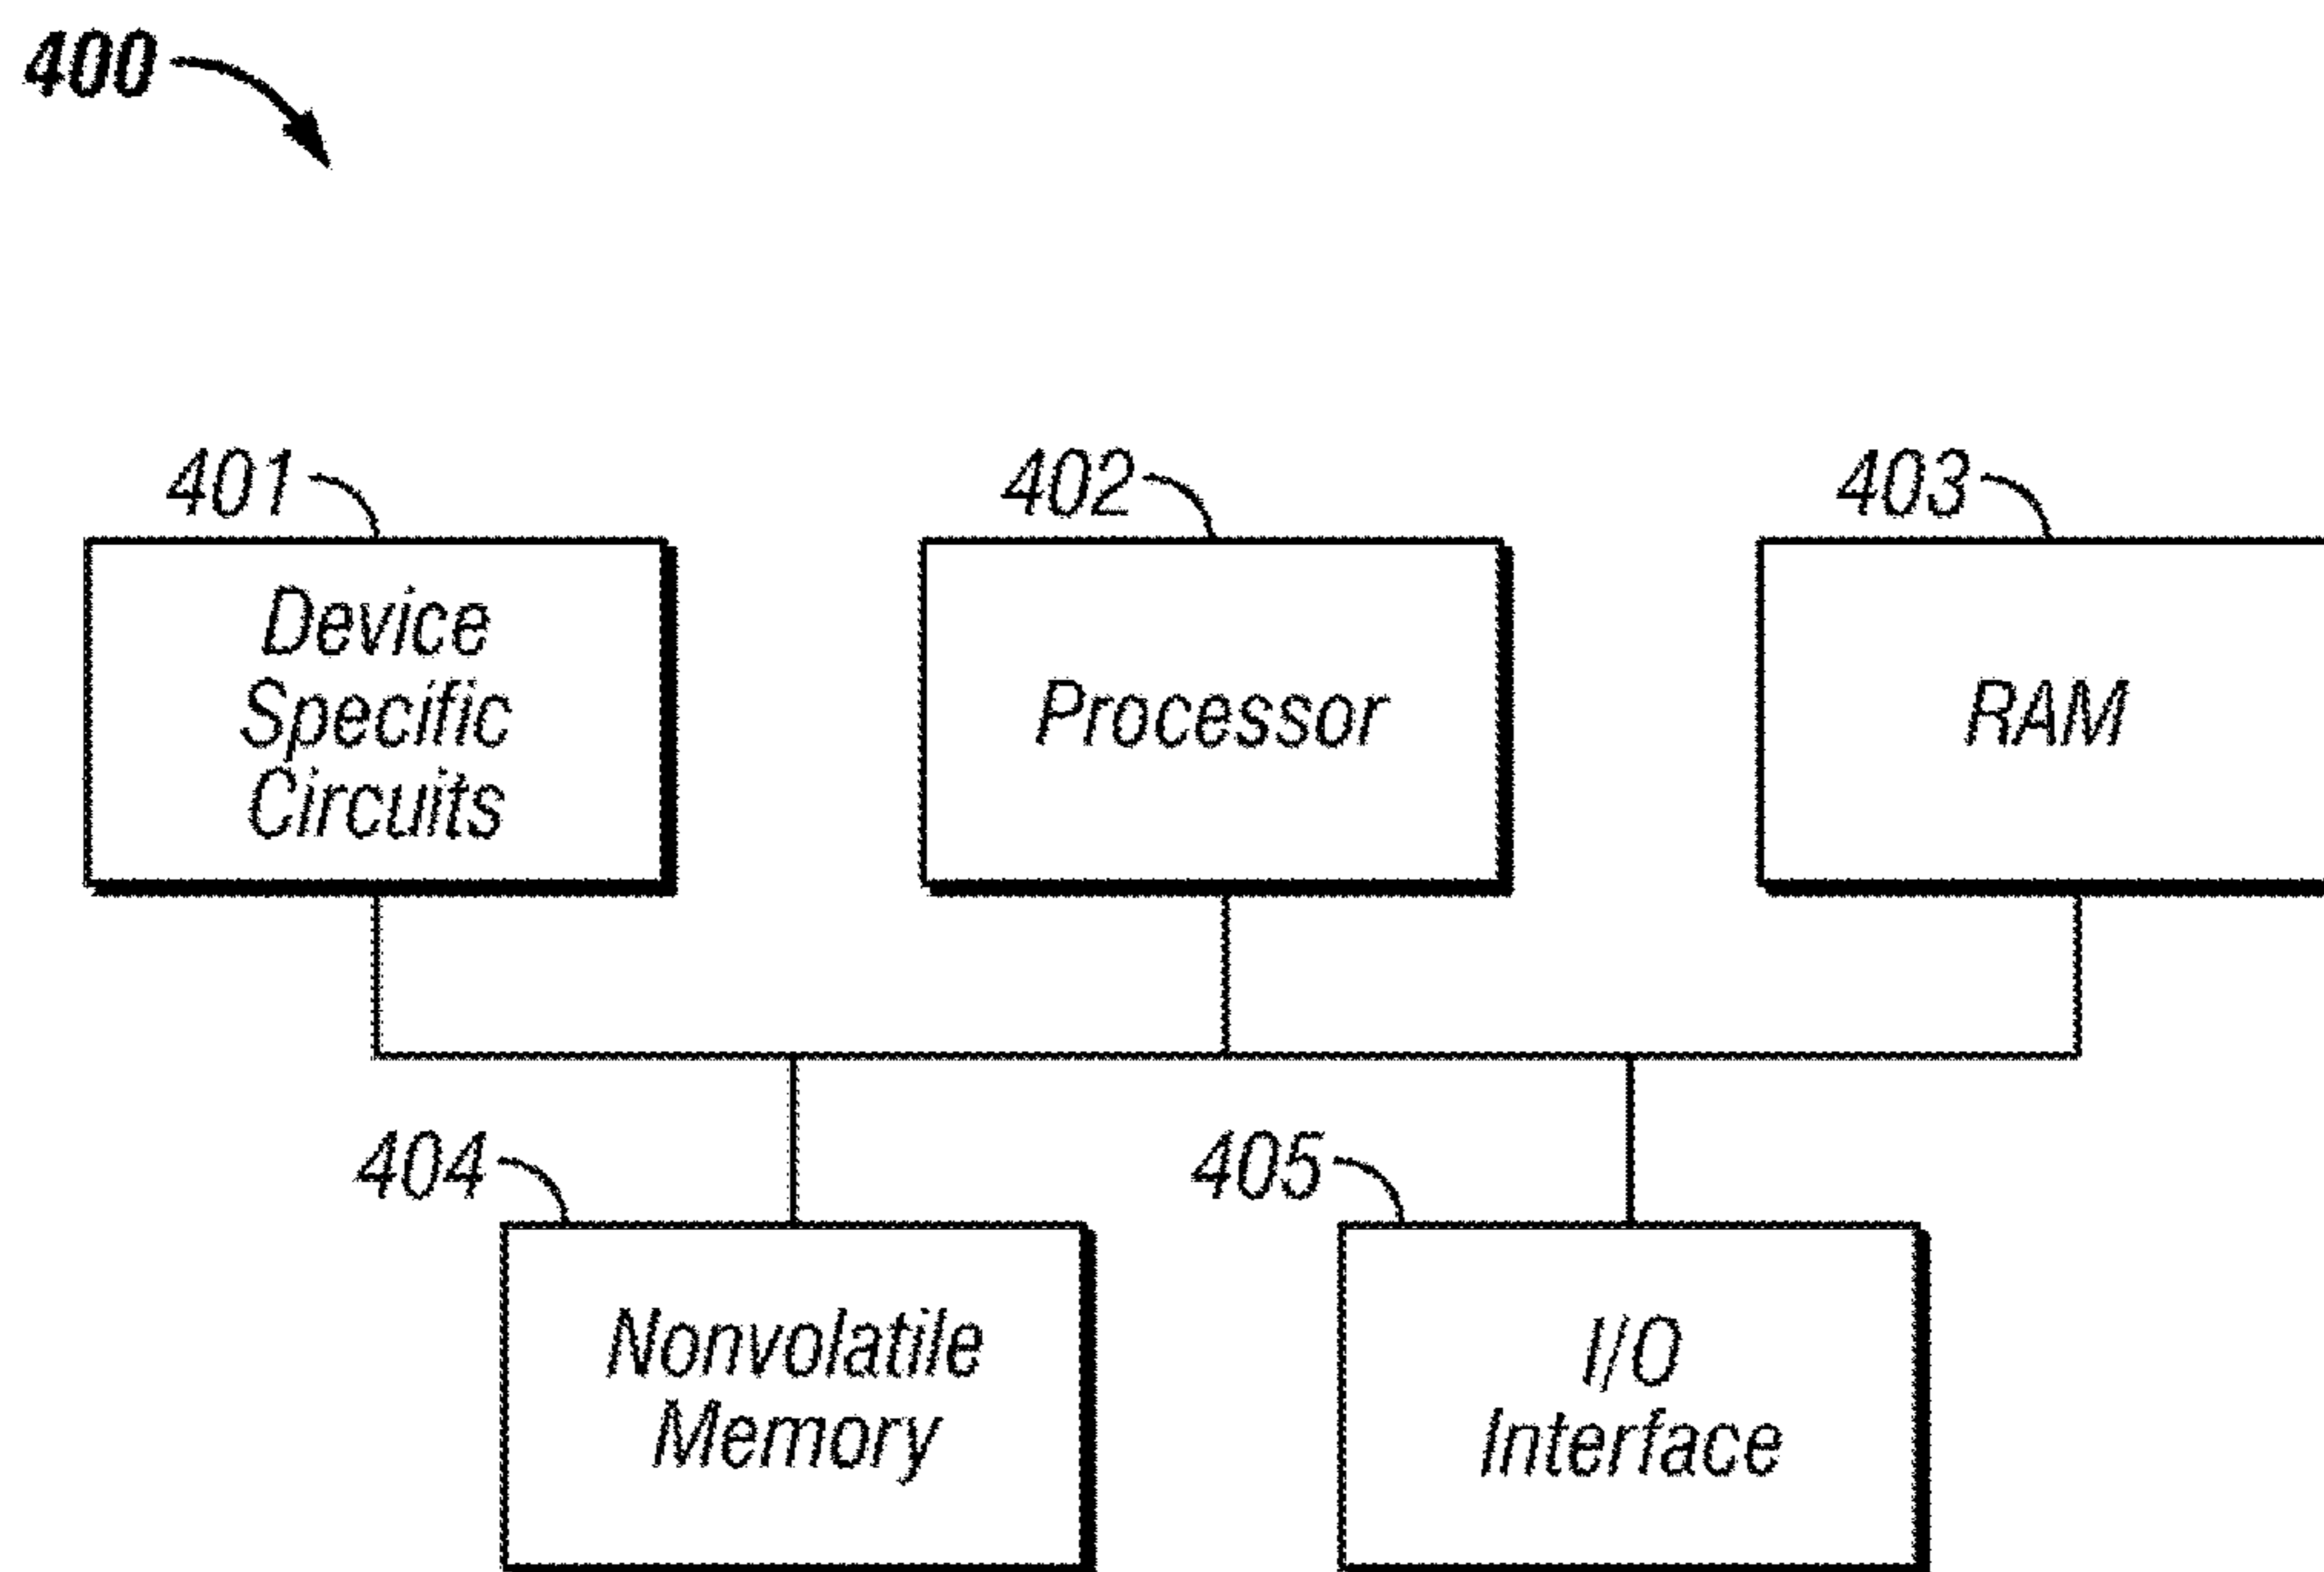 400
401
402
403
Device
Specific
Circuits
Processor
RAM
404
405
Nonvolatile
Memory
I/O
Interface